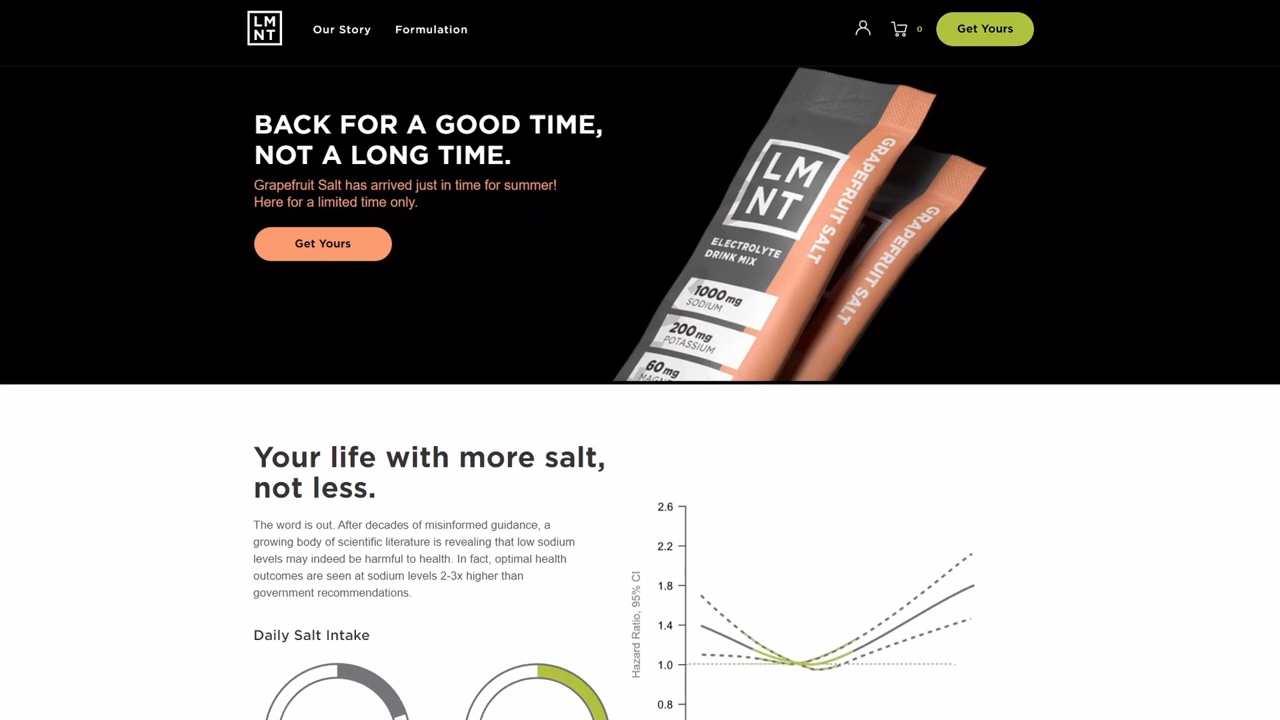 LM
NT
Our Story
Formulation
0
Get Yours
BACK FOR A GOOD TIME,
NOT A LONG TIME.
Grapefruit Salt has arrived just in time for summer!
Here for a limited time only.
Get Yours
LM
NT
ELECTROLYTE
DRINK MIX
1000mg
SODIUM
200mg
POTASSIUM
60mg
GRAPEFRUIT SALT
GRAPEFRUIT SALT
Your life with more salt,
not less.
The word is out. After decades of misinformed guidance, a
growing body of scientific literature is revealing that low sodium
levels may indeed be harmful to health. In fact, optimal health
outcomes are seen at sodium levels 2-3x higher than
government recommendations.
Daily Salt Intake
Hazard Ratio, 95% CI
2.6
2.2
1.8
1.4
1.0
0.8